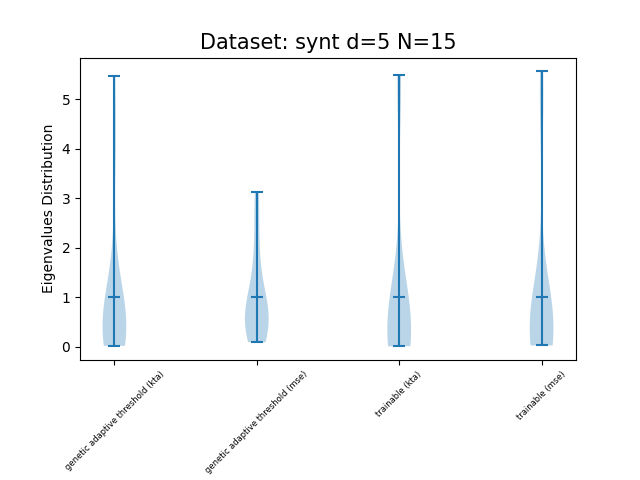 Dataset: synt d=5 N=15
Eigenvalues Distribution
5
4
3
2
1
0
genetic adaptive threshold (kta)
genetic adaptive threshold (mse)
trainable (kta)
trainable (mse)